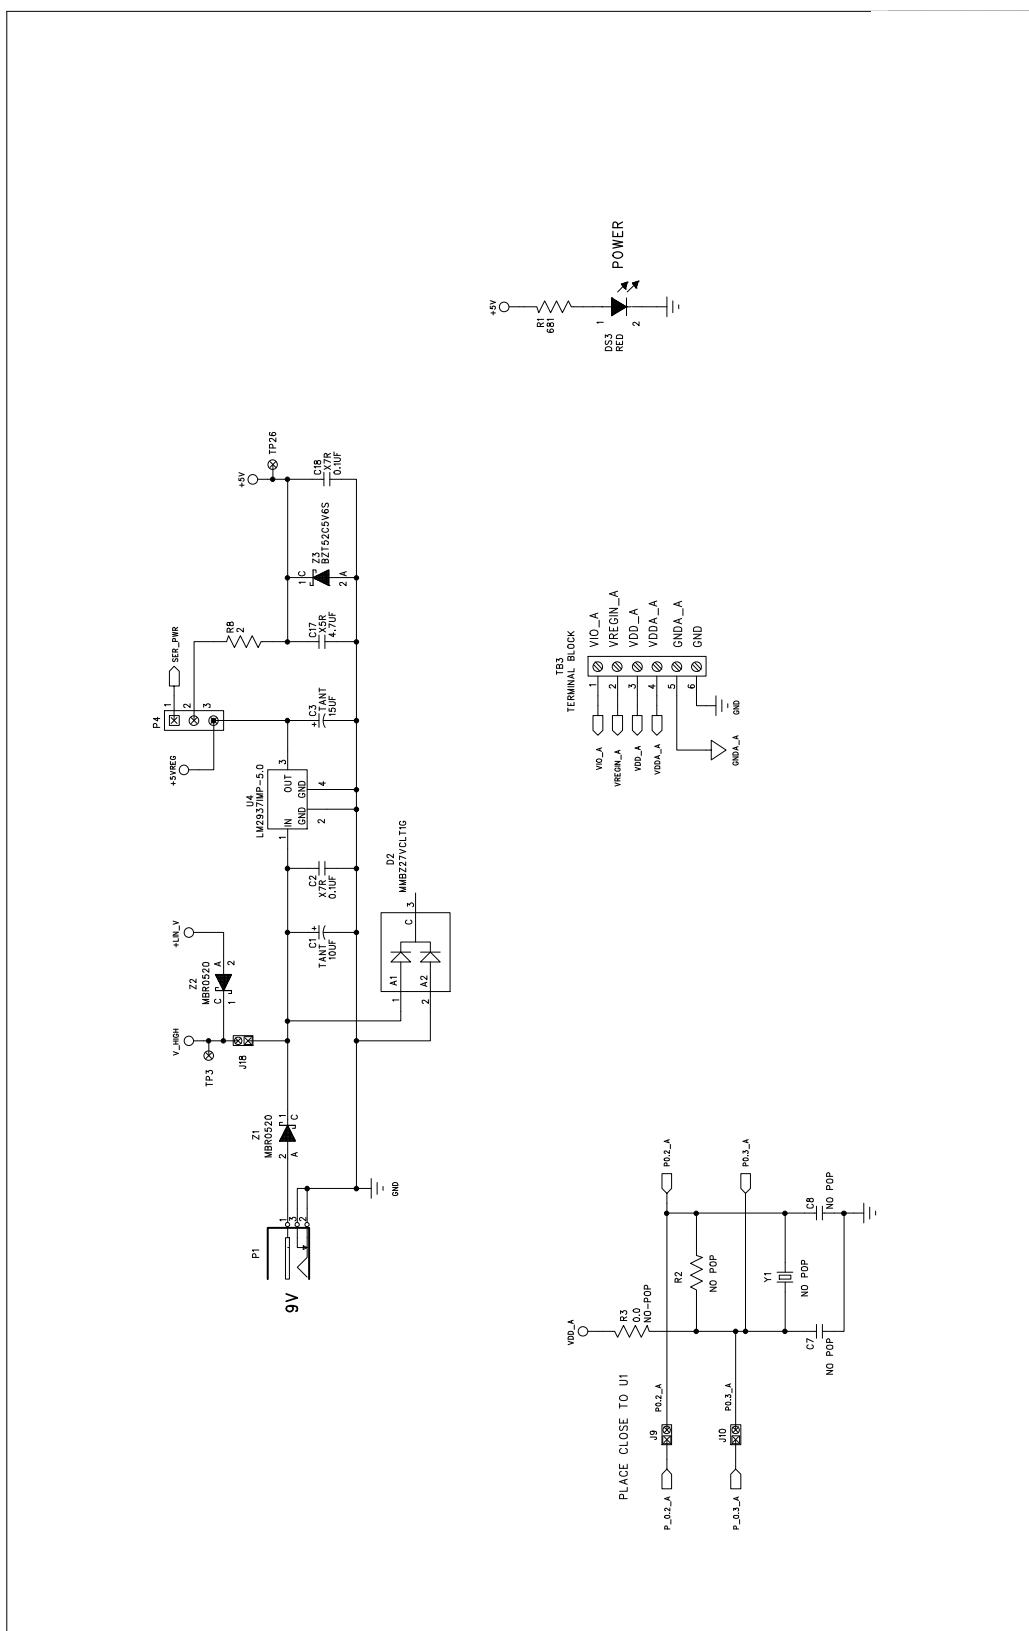 9V
P1
1
3
2
GND
Z1
MBR0520
2
A
1
C
V_HIGH
TP3
J18
Z2
MBR0520
C
1
A
2
+LIN_V
C1
TANT
10UF
+
C2
X7R
0.1UF
D2
MMBZ27VCLT1G
A1
A2
1
2
C
3
U4
LM2937IMP-5.0
1
IN
OUT
3
GND
GND
2
4
+5VREG
P4
1
2
3
SER_PWR
+
C3
TANT
15UF
R8
2
C17
X5R
4.7UF
Z3
BZT52C5V6S
1
C
2
A
+5V
TP26
C18
X7R
0.1UF
PLACE CLOSE TO U1
P_0.2_A
J9
P0.2_A
P0.2_A
P_0.3_A
J10
P0.3_A
P0.3_A
VDD_A
R3
0.0
NO-POP
R2
NO POP
Y1
NO POP
C7
NO POP
C8
NO POP
TB3
TERMINAL BLOCK
VIO_A
1
VIO_A
VREGIN_A
2
VREGIN_A
VDD_A
3
VDD_A
VDDA_A
4
VDDA_A
GNDA_A
5
GNDA_A
GND
6
GND
+5V
R1
681
DS3
RED
1
2
POWER